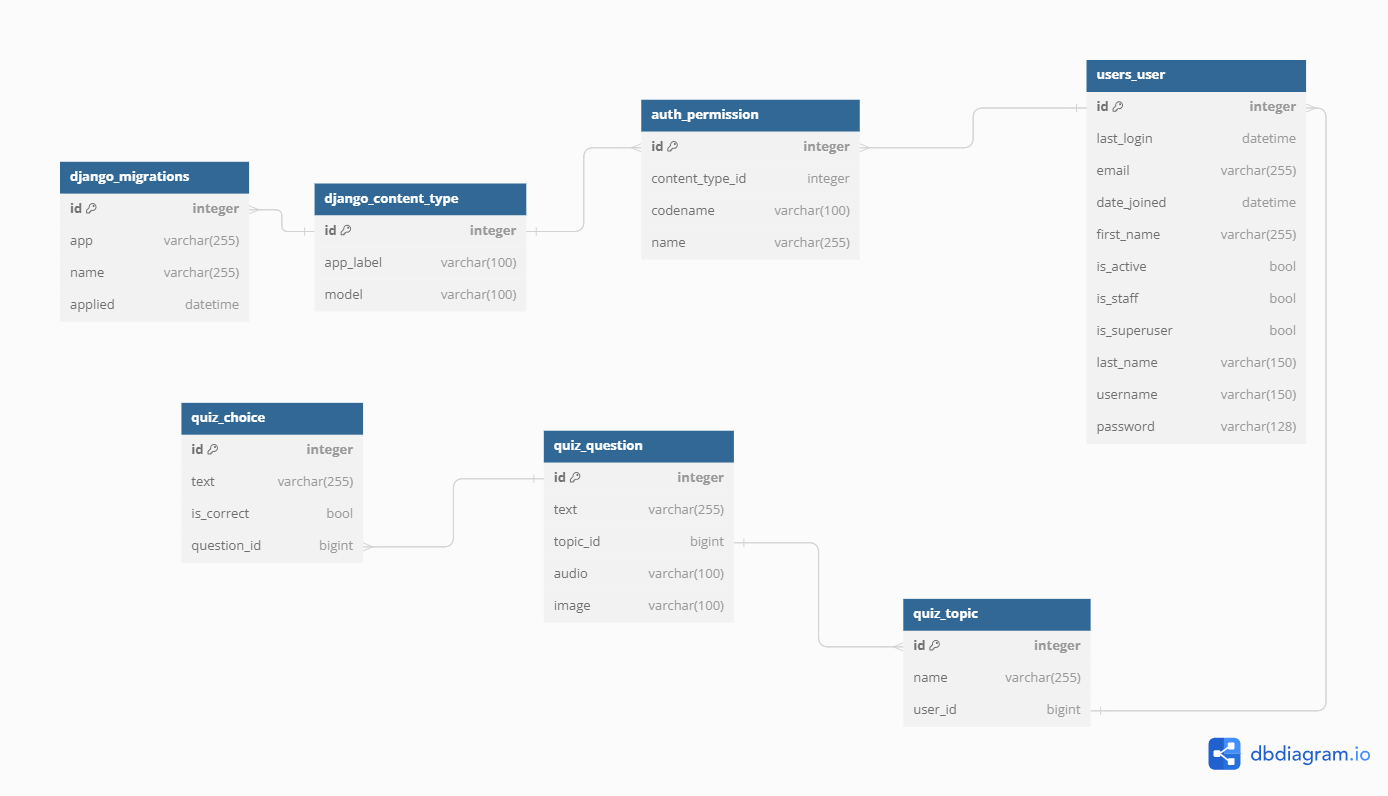 django_migrations
id integer
app varchar(255)
name varchar(255)
applied datetime
django_content_type
id integer
app_label varchar(100)
model varchar(100)
auth_permission
id integer
content_type_id integer
codename varchar(100)
name varchar(255)
users_user
id integer
last_login datetime
email varchar(255)
date_joined datetime
first_name varchar(255)
is_active bool
is_staff bool
is_superuser bool
last_name varchar(150)
username varchar(150)
password varchar(128)
quiz_choice
id integer
text varchar(255)
is_correct bool
question_id bigint
quiz_question
id integer
text varchar(255)
topic_id bigint
audio varchar(100)
image varchar(100)
quiz_topic
id integer
name varchar(255)
user_id bigint
dbdiagram.io